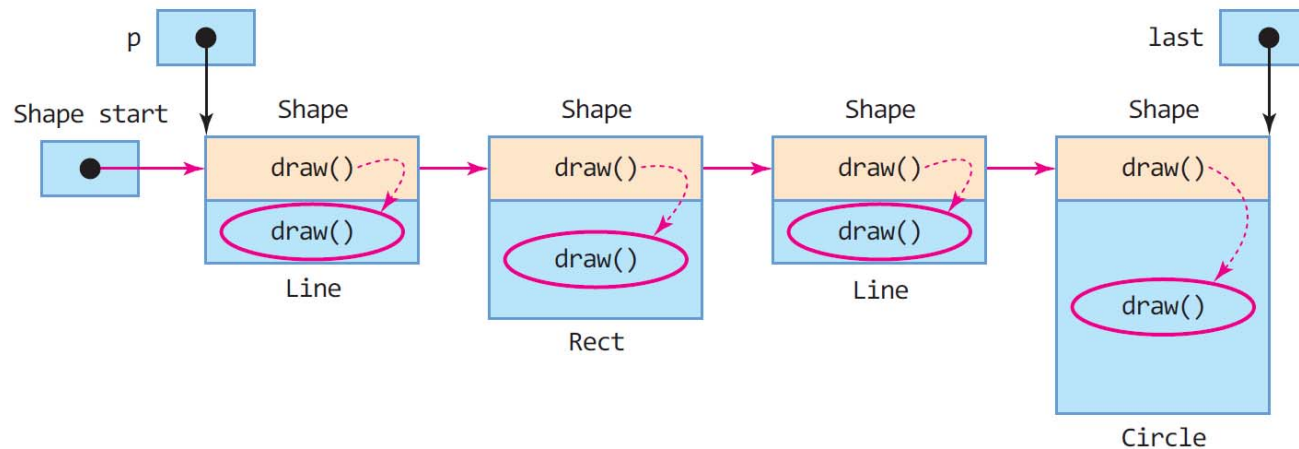 p
last
Shape start
Shape
Shape
Shape
Shape
draw()
draw()
draw()
draw()
draw()
draw()
draw()
draw()
Line
Rect
Line
Circle